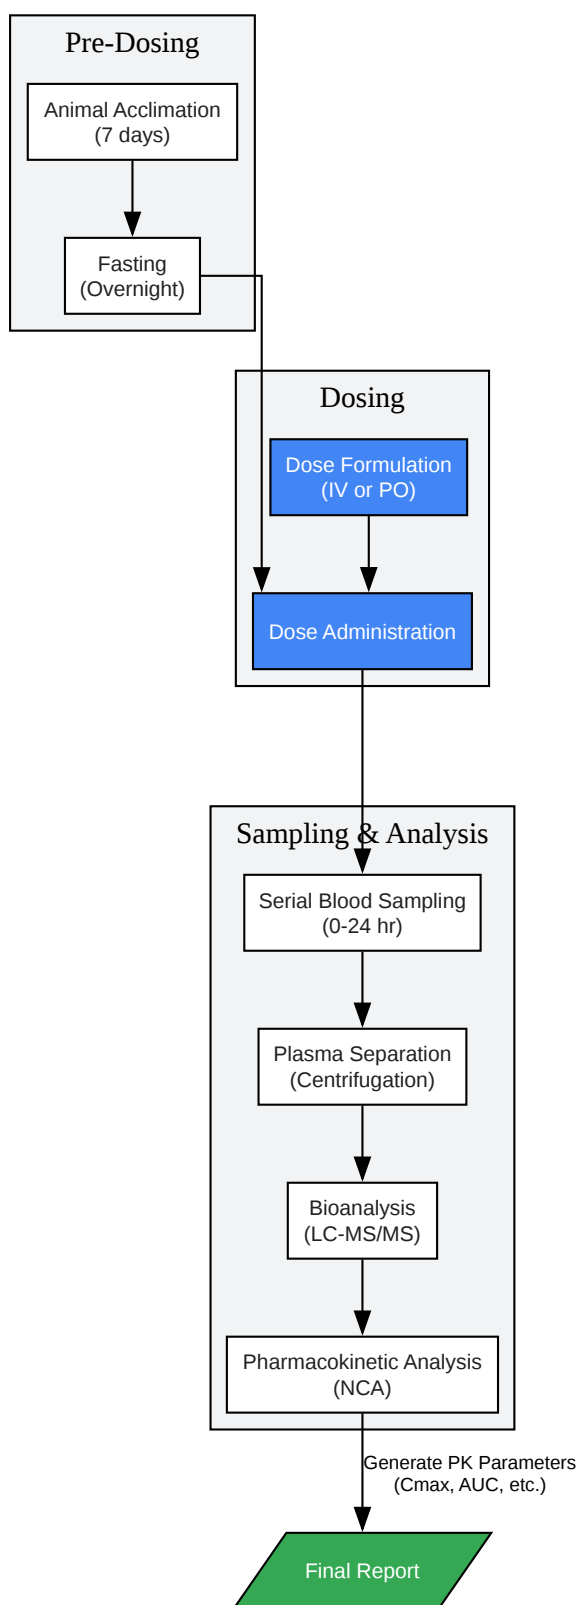 Pre-Dosing
Animal Acclimation
(7 days)
Fasting
(Overnight)
Dosing
Dose Formulation
(IV or PO)
Dose Administration
Sampling & Analysis
Serial Blood Sampling
(0-24 hr)
Plasma Separation
(Centrifugation)
Bioanalysis
(LC-MS/MS)
Pharmacokinetic Analysis
(NCA)
Generate PK Parameters
(Cmax, AUC, etc.)
Final Report